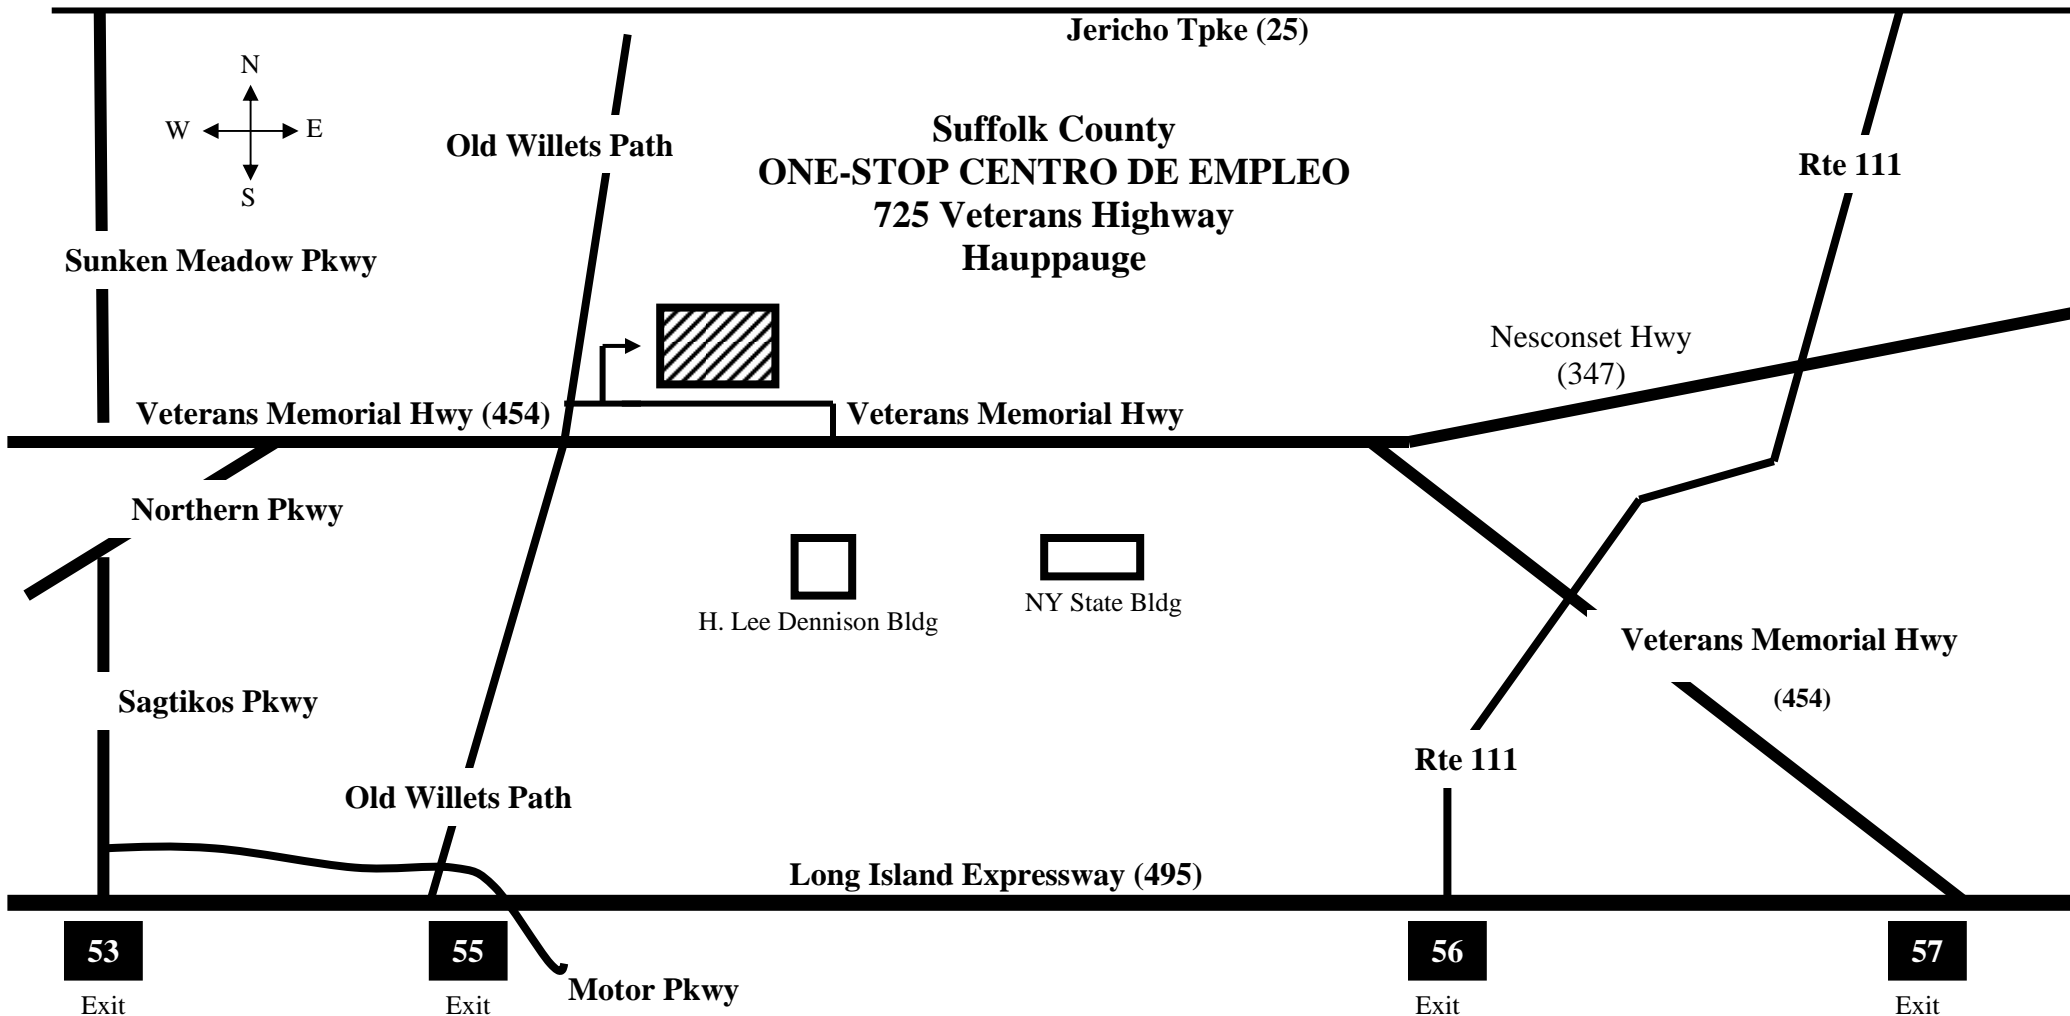 Jericho Tpke (25)
N
W E
S
Old Willets Path
Suffolk County
ONE-STOP CENTRO DE EMPLEO
725 Veterans Highway
Hauppauge
Rte 111
Sunken Meadow Pkwy
Nesconset Hwy
(347)
Veterans Memorial Hwy (454)
Veterans Memorial Hwy
Northern Pkwy
H. Lee Dennison Bldg
NY State Bldg
Veterans Memorial Hwy
(454)
Sagtikos Pkwy
Rte 111
Old Willets Path
Long Island Expressway (495)
53
Exit
55
Exit
Motor Pkwy
56
Exit
57
Exit